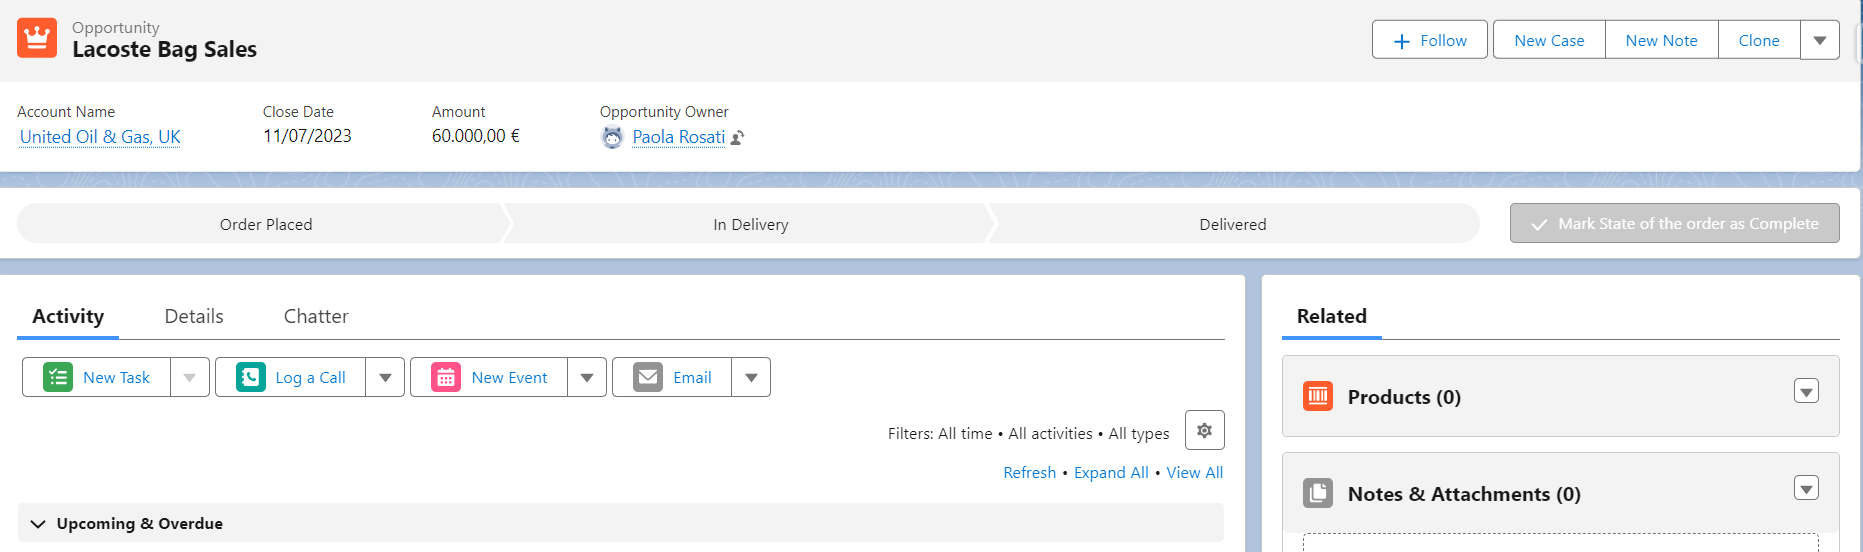 Opportunity
Lacoste Bag Sales
Follow
New Case
New Note
Clone
Account Name
Close Date
Amount
Opportunity Owner
United Oil & Gas, UK
11/07/2023
60.000,00 €
Paola Rosati
Order Placed
In Delivery
Delivered
Mark State of the order as Complete
Activity
Details
Chatter
Related
New Task
Log a Call
New Event
Email
Products (0)
Filters: All time • All activities • All types
Refresh • Expand All • View All
Notes & Attachments (0)
Upcoming & Overdue